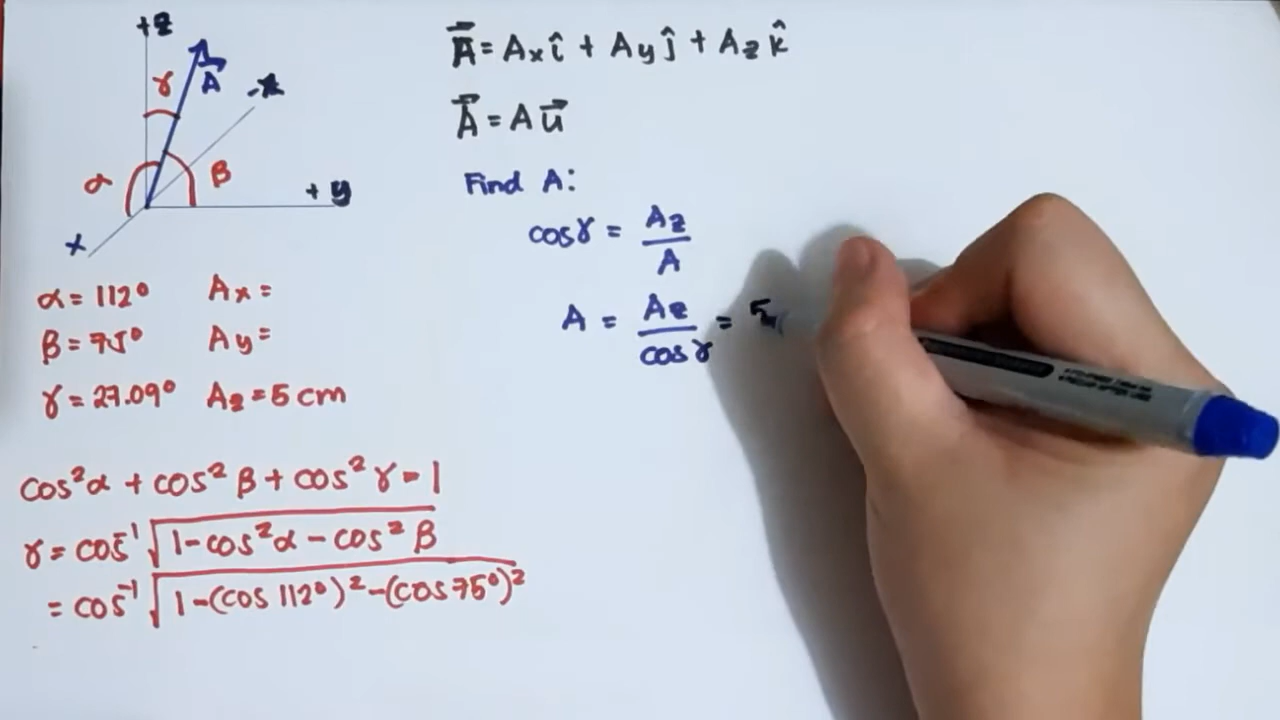 +z
γ
A
-x
α
β
+y
x
α = 112°
Ax =
β = 75°
Ay =
γ = 27.09°
Az = 5 cm
cos²α + cos²β + cos²γ = 1
γ = cos⁻¹ √1-cos²α - cos²β
= cos⁻¹ √1-(cos 112°)² -(cos 75°)²
A⃗ = Ax î + Ay ĵ + Az k̂
A⃗ = A u⃗
Find A:
cosγ = Az / A
A = Az / cosγ = 5